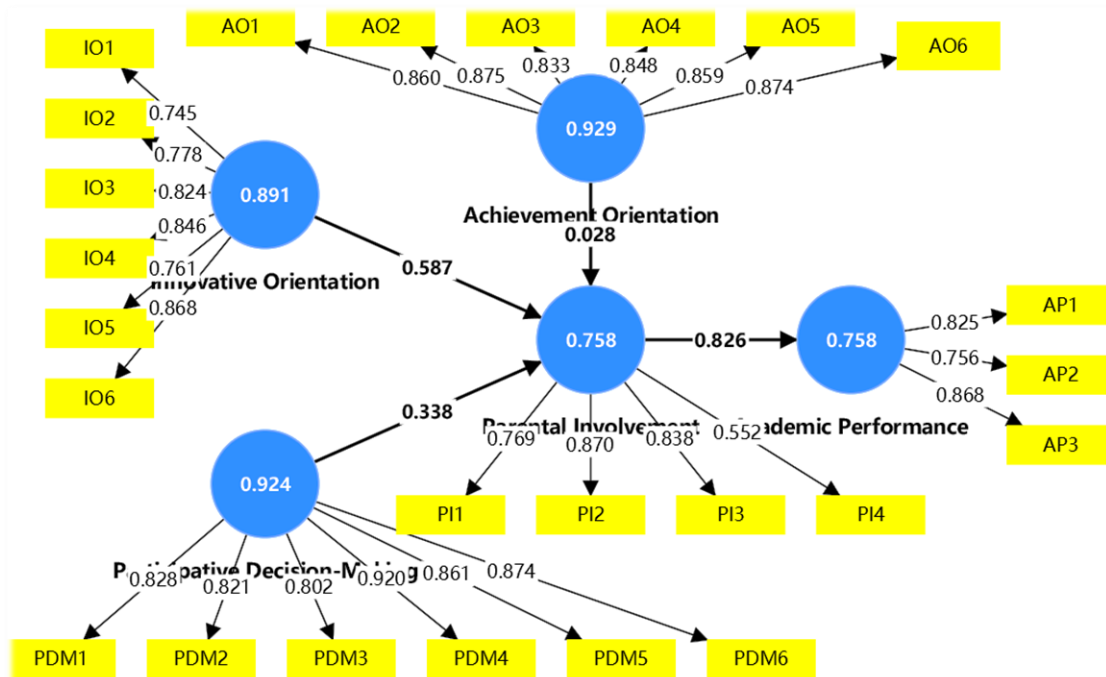 AO1
AO2
AO3
AO4
AO5
AO6
IO1
IO2
IO3
IO4
IO5
IO6
0.860
0.875
0.833
0.848
0.859
0.874
0.745
0.778
0.824
0.846
0.761
0.868
0.929
0.891
Achievement Orientation
0.028
Innovative Orientation
0.587
0.758
0.826
0.758
AP1
AP2
AP3
0.825
0.756
0.868
0.338
Parental Involvement
Academic Performance
0.769
0.870
0.838
0.552
PI1
PI2
PI3
PI4
0.924
Participative Decision-Making
0.828
0.821
0.802
0.920
0.861
0.874
PDM1
PDM2
PDM3
PDM4
PDM5
PDM6